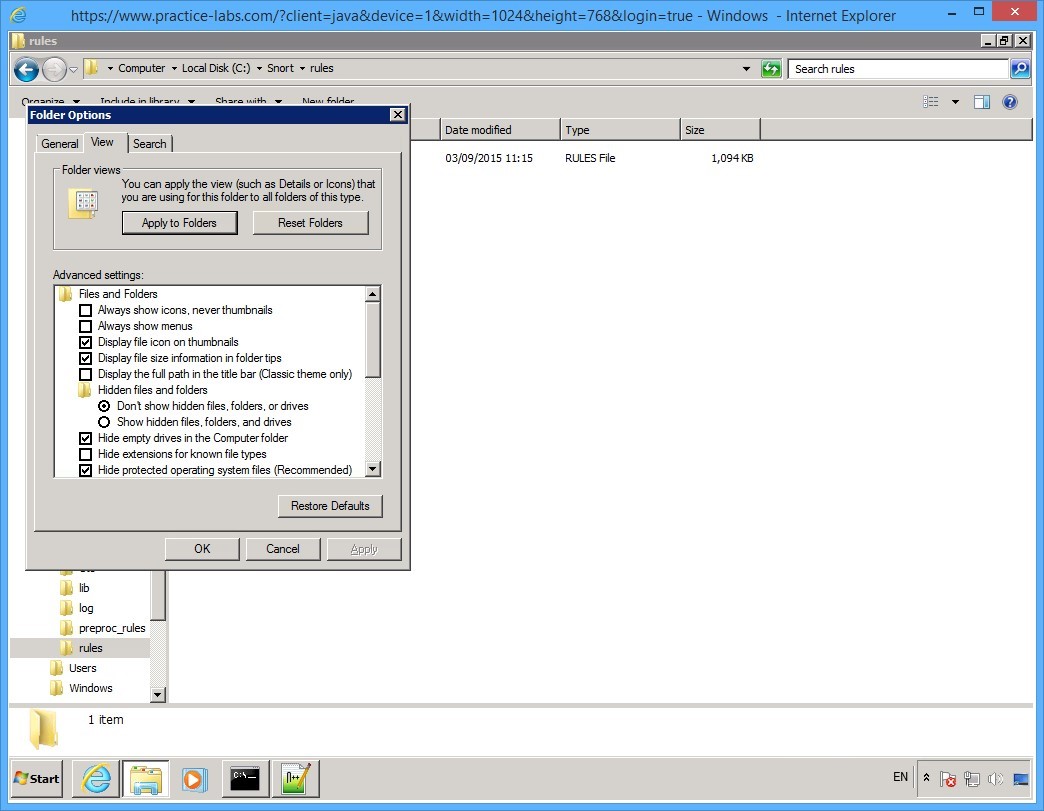 https://www.practice-labs.com/?client=java&device=1&width=1024&height=768&login=true - Windows - Internet Explorer
rules
Computer Local Disk (C:) Snort rules
Search rules
Organize Include in library Share with New folder
Folder Options
General View Search
Date modified Type Size
03/09/2015 11:15 RULES File 1,094 KB
Folder views
You can apply the view (such as Details or Icons) that
you are using for this folder to all folders of this type.
Apply to Folders Reset Folders
Advanced settings:
Files and Folders
Always show icons, never thumbnails
Always show menus
Display file icon on thumbnails
Display file size information in folder tips
Display the full path in the title bar (Classic theme only)
Hidden files and folders
Don't show hidden files, folders, or drives
Show hidden files, folders, and drives
Hide empty drives in the Computer folder
Hide extensions for known file types
Hide protected operating system files (Recommended)
Restore Defaults
OK Cancel Apply
lib
log
preproc_rules
rules
Users
Windows
1 item
Start
C:\
N++
EN